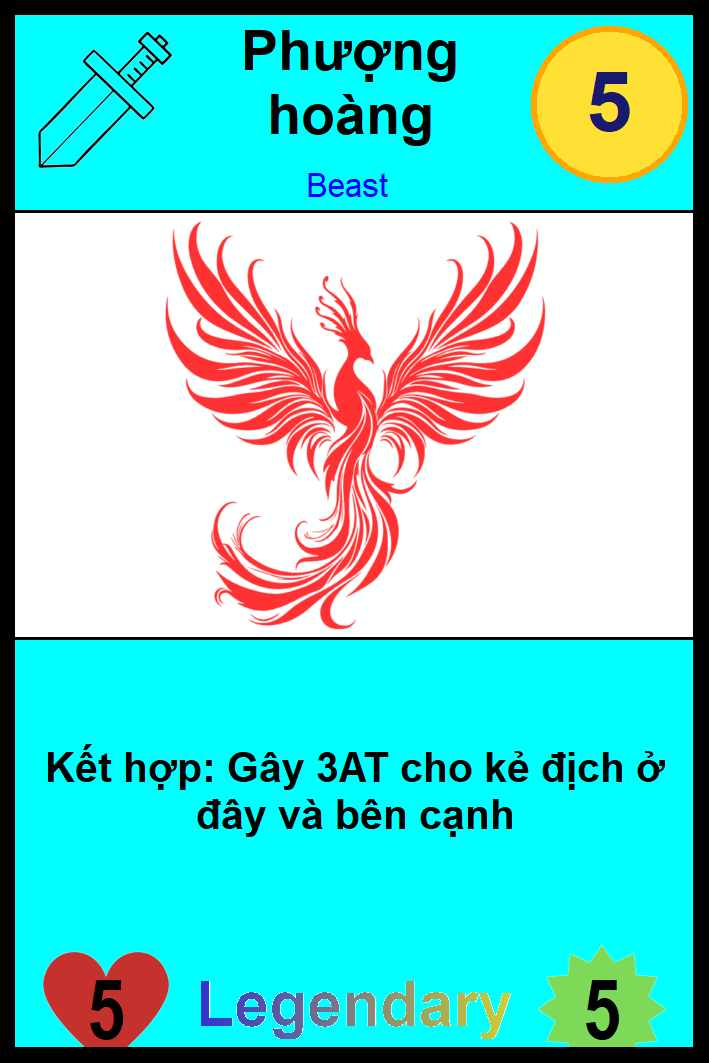 Phượng
hoàng
5
Beast
Kết hợp: Gây 3AT cho kẻ địch ở
đây và bên cạnh
5
Legendary
5